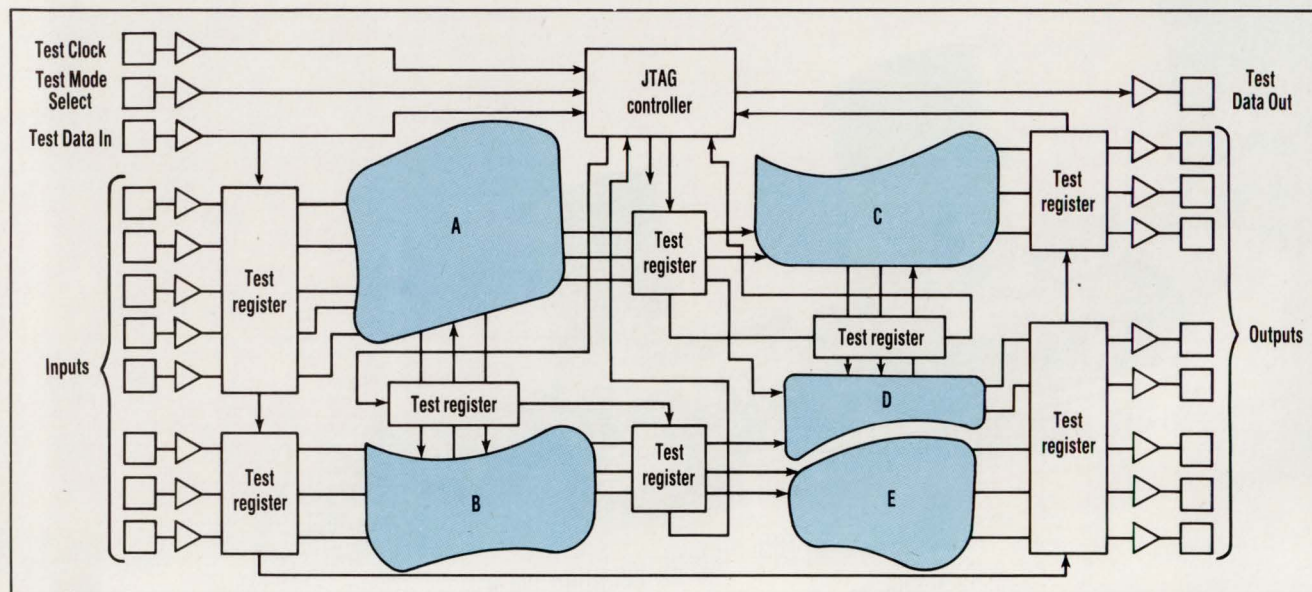 Test Clock
Test Mode
Select
Test Data In
JTAG
controller
Test
Data Out
A
C
Test
register
Test
register
Test
register
Inputs
Test register
Test register
Outputs
D
Test
register
Test
register
Test
register
B
E